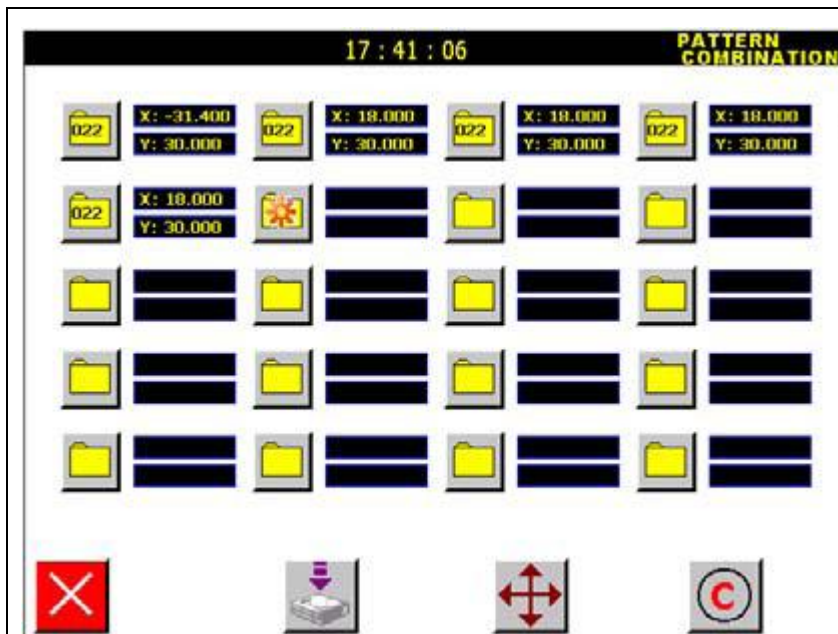 17 : 41 : 06
PATTERN
COMBINATION
022 X: -31.400 022 X: 18.000 022 X: 18.000 022 X: 18.000
Y: 30.000 Y: 30.000 Y: 30.000 Y: 30.000
022 X: 18.000
Y: 30.000
C